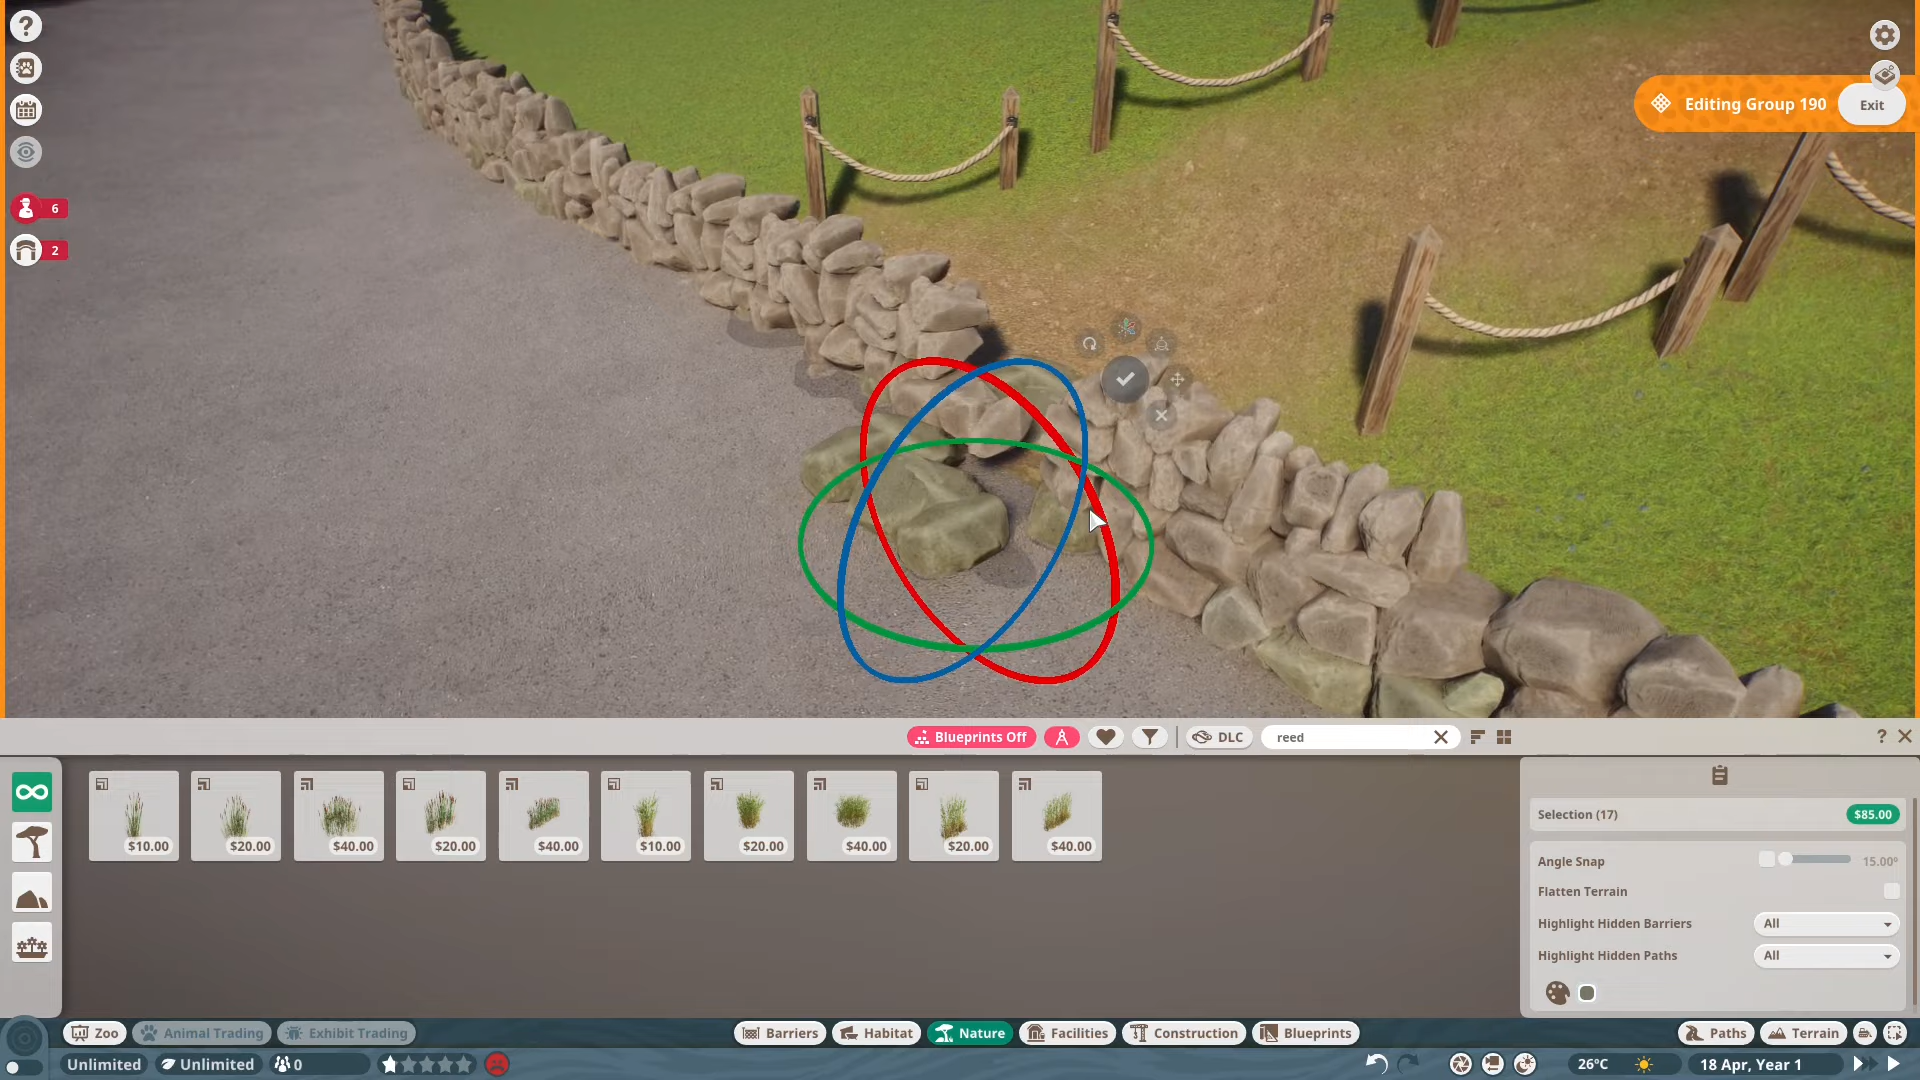 ?
Editing Group 190
Exit
6
2
Blueprints Off
DLC
reed
?
$10.00
$20.00
$40.00
$20.00
$40.00
$10.00
$20.00
$40.00
$20.00
$40.00
Selection (17)
$85.00
Angle Snap
15.00°
Flatten Terrain
Highlight Hidden Barriers
All
Highlight Hidden Paths
All
Zoo
Animal Trading
Exhibit Trading
Barriers
Habitat
Nature
Facilities
Construction
Blueprints
Paths
Terrain
Unlimited
Unlimited
0
26°C
18 Apr, Year 1